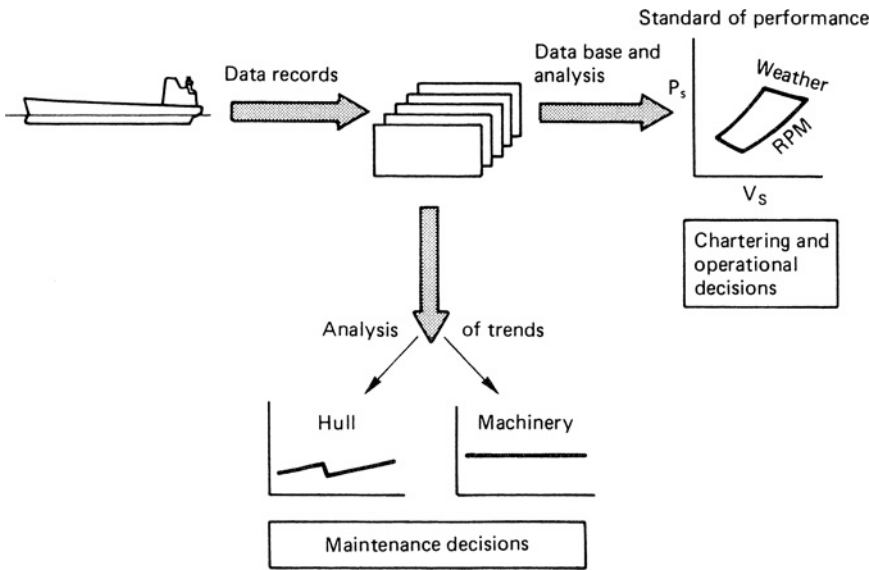 Standard of performance
Data records
Data base and
analysis
Ps
Weather
RPM
Vs
Chartering and
operational
decisions
Analysis of trends
Hull
Machinery
Maintenance decisions